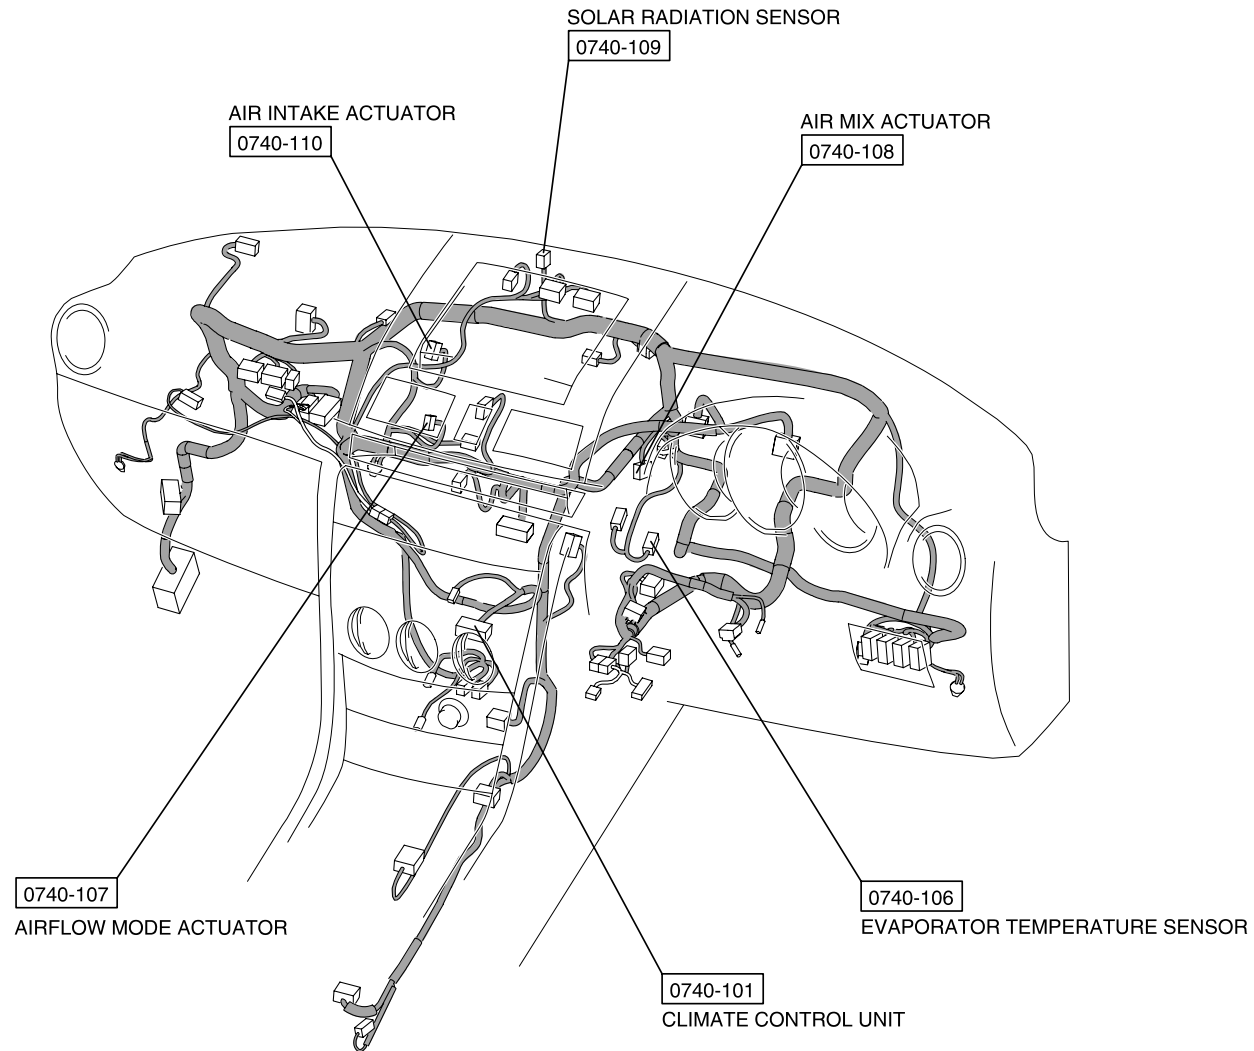 SOLAR RADIATION SENSOR
0740-109
AIR INTAKE ACTUATOR
0740-110
AIR MIX ACTUATOR
0740-108
0740-107
AIRFLOW MODE ACTUATOR
0740-106
EVAPORATOR TEMPERATURE SENSOR
0740-101
CLIMATE CONTROL UNIT